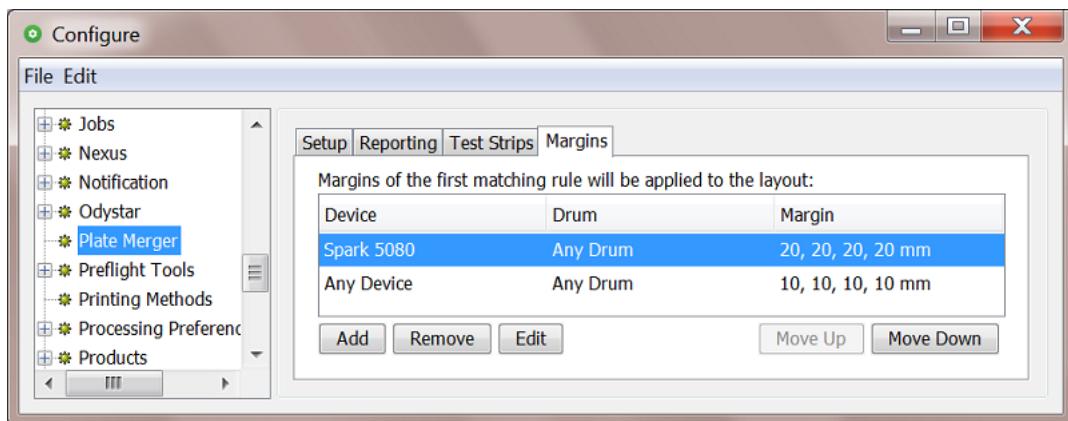 Configure
File Edit
Jobs
Nexus
Notification
Odystar
Plate Merger
Preflight Tools
Printing Methods
Processing Preferenc
Products
Setup Reporting Test Strips Margins
Margins of the first matching rule will be applied to the layout:
Device Drum Margin
Spark 5080 Any Drum 20, 20, 20, 20 mm
Any Device Any Drum 10, 10, 10, 10 mm
Add Remove Edit Move Up Move Down